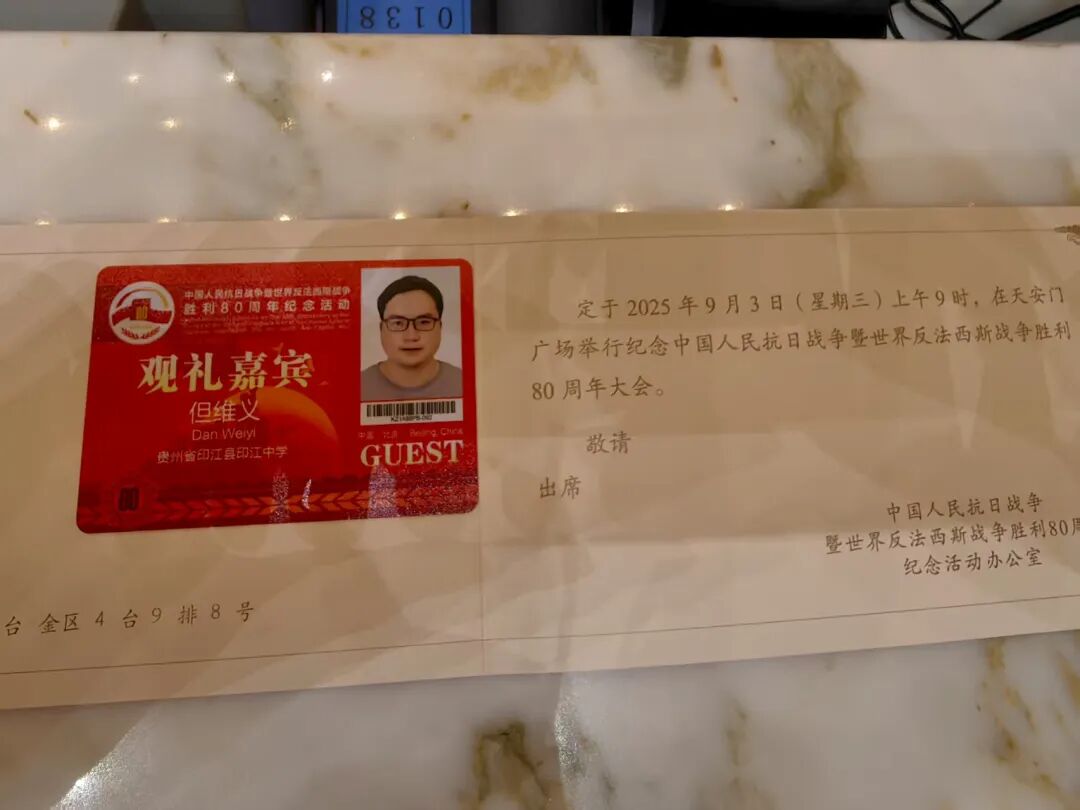 0138
中国人民抗日战争暨世界反法西斯战争
胜利80周年纪念活动
观礼嘉宾
但维义
Dan Weiyi
贵州省印江县印江中学
中国 北京 Beijing, China
GUEST
台 金区 4 台 9 排 8 号
定于 2025 年 9 月 3 日（星期三）上午 9 时，在天安门
广场举行纪念中国人民抗日战争暨世界反法西斯战争胜利
80 周年大会。
敬请
出席
中国人民抗日战争
暨世界反法西斯战争胜利80周
纪念活动办公室